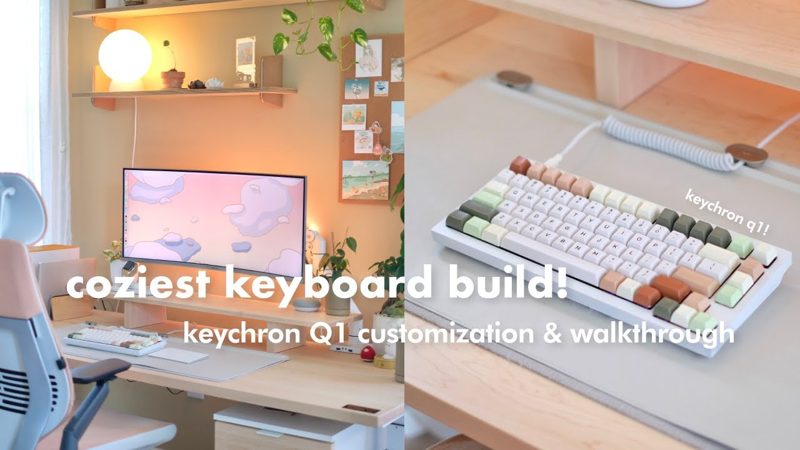 coziest keyboard build!
keychron Q1 customization & walkthrough
keychron q1!